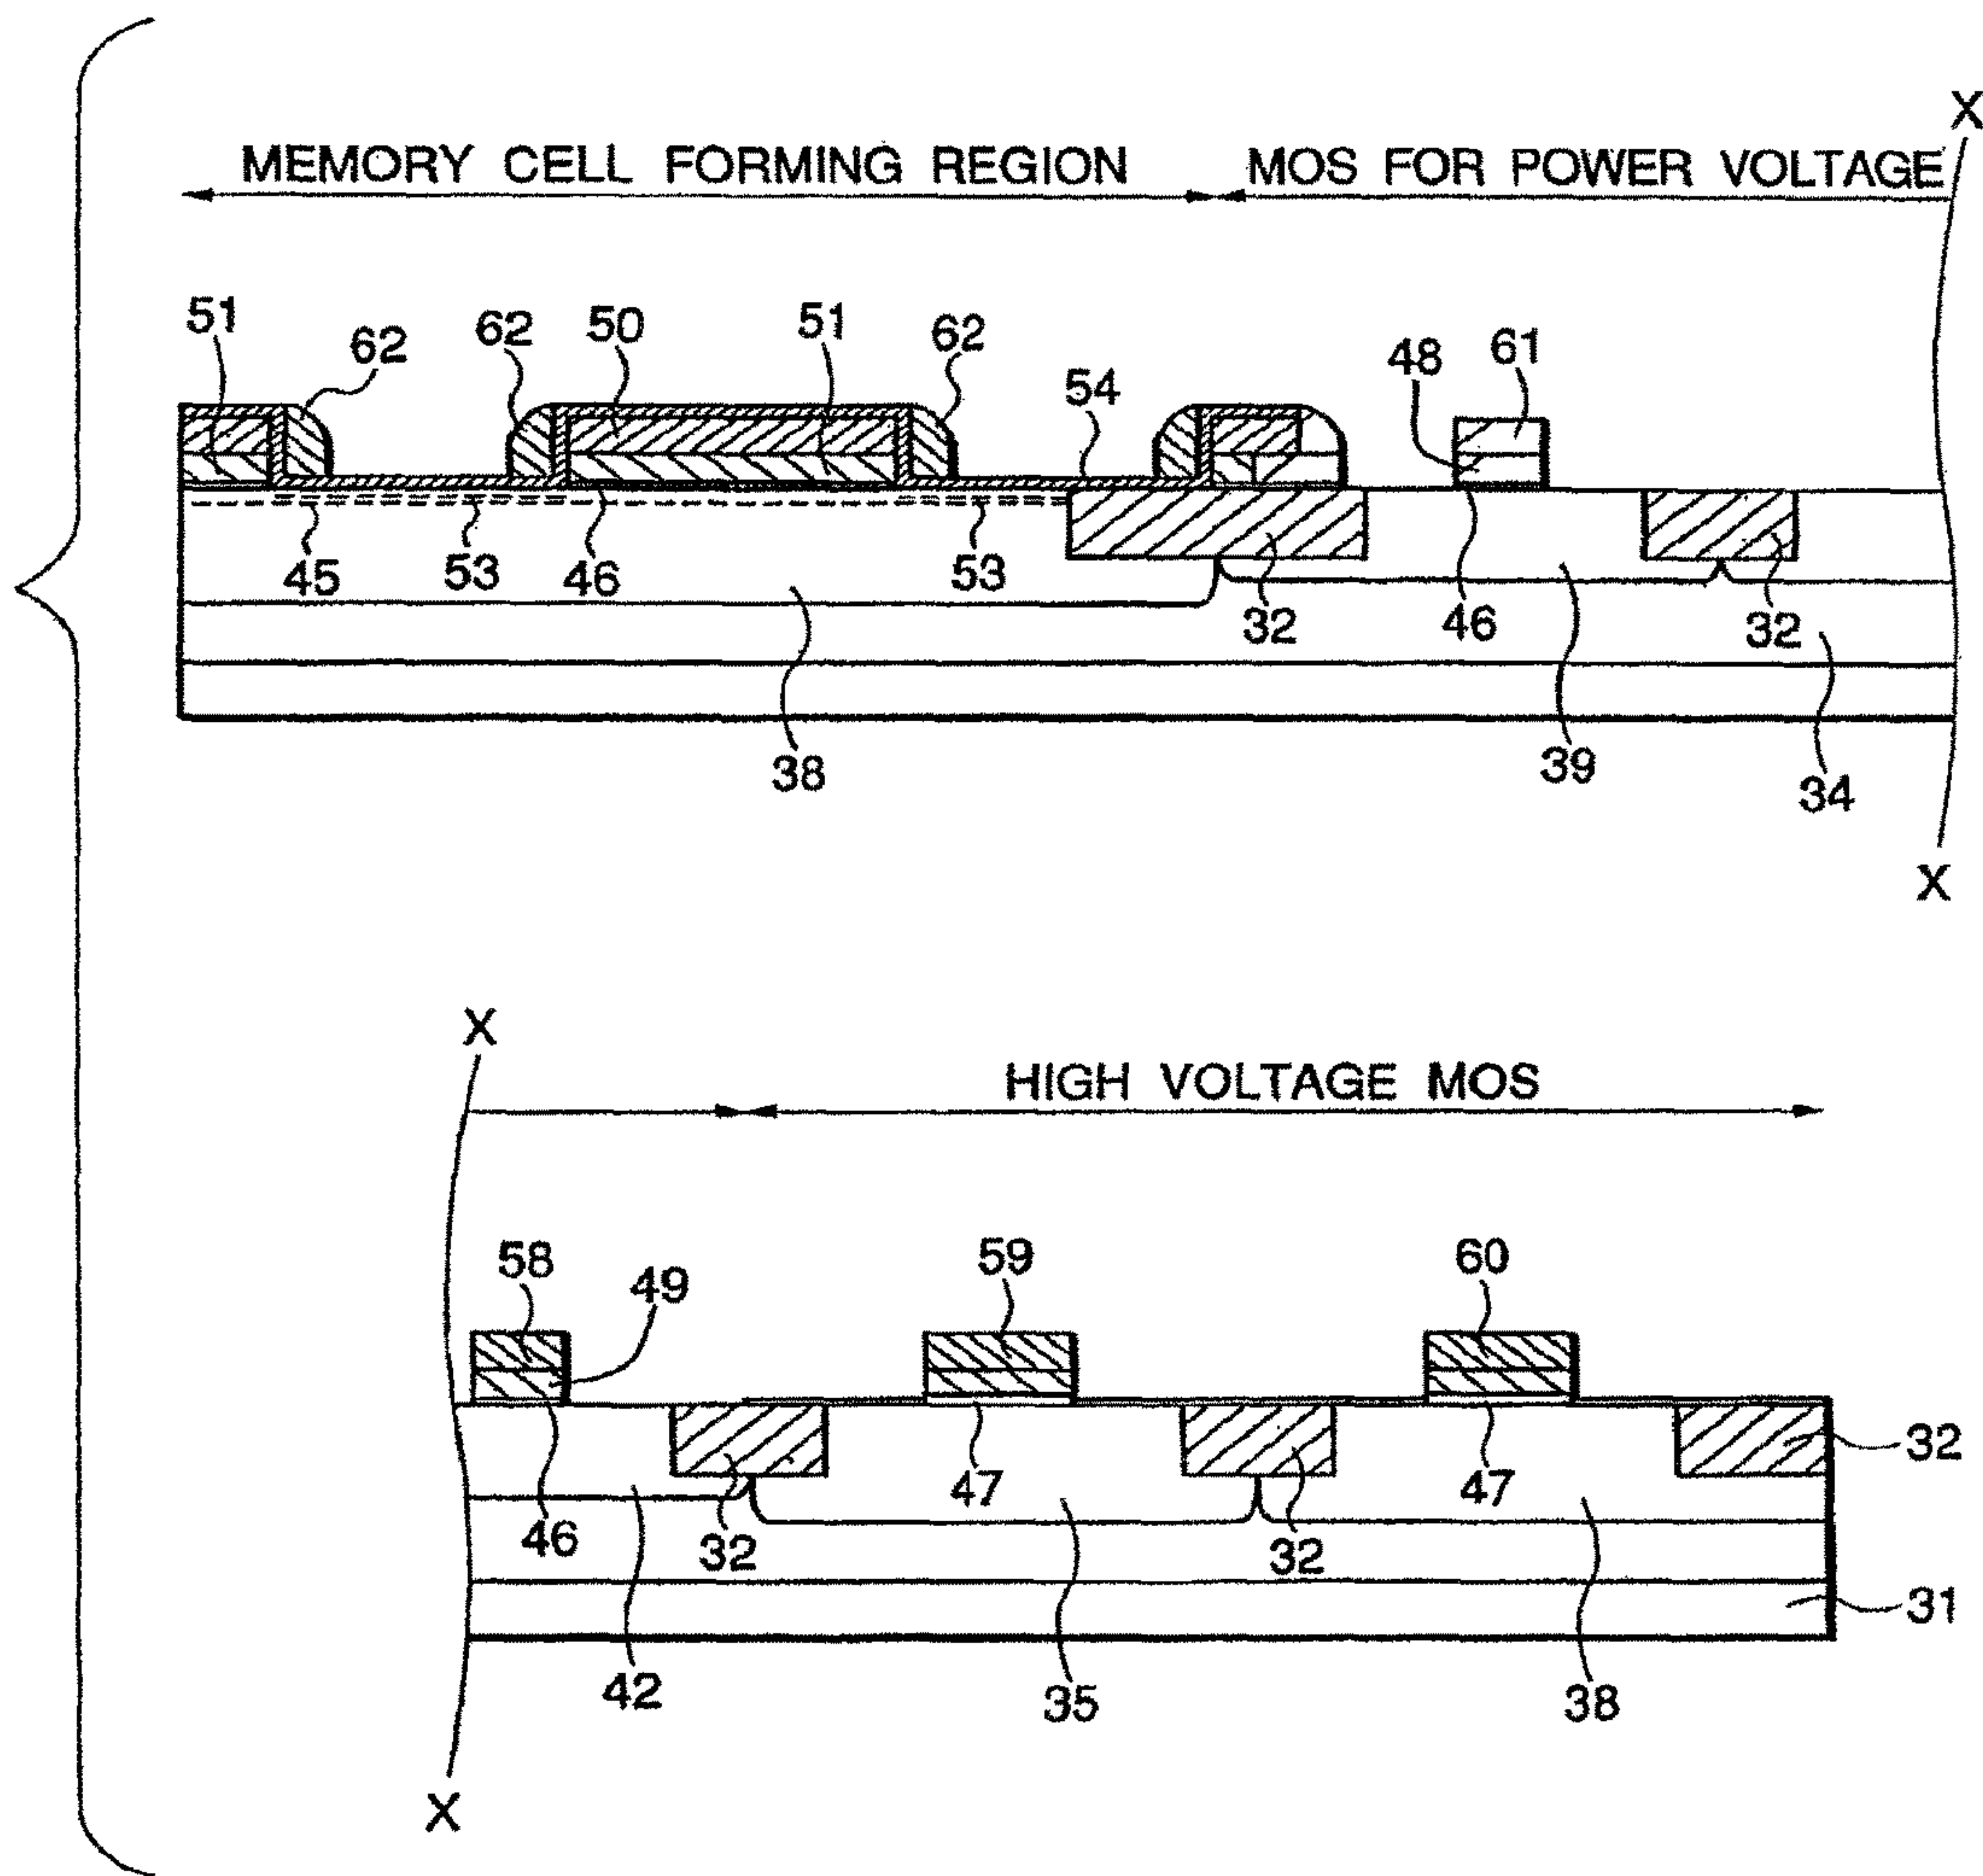 X
MEMORY CELL FORMING REGION MOS FOR POWER VOLTAGE
51 62 62 50 51 62 54 48 61
45 53 46 53 32 46 32
38 39 34
X
X
HIGH VOLTAGE MOS
58 49 59 60
32
46 32 47 32 47
31
42 35 38
X